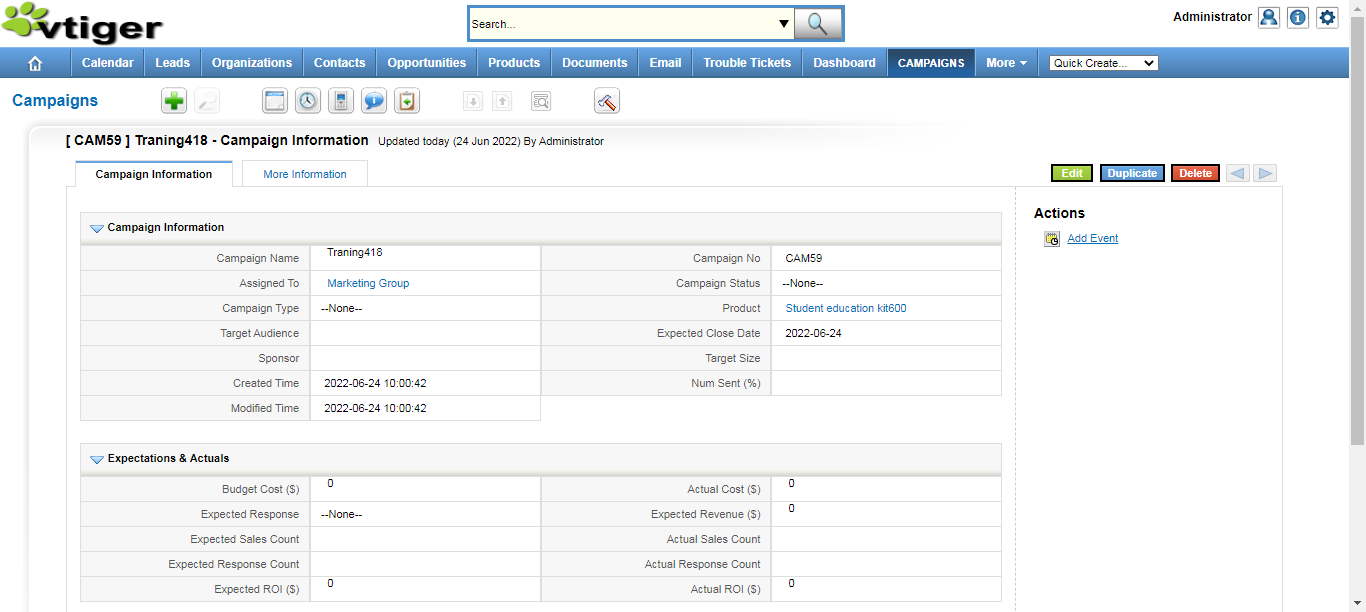 vtiger
Search...
Administrator
Calendar Leads Organizations Contacts Opportunities Products Documents Email Trouble Tickets Dashboard CAMPAIGNS More Quick Create...
Campaigns
[ CAM59 ] Traning418 - Campaign Information Updated today (24 Jun 2022) By Administrator
Campaign Information More Information Edit Duplicate Delete
Actions
Add Event
Campaign Information
Campaign Name Traning418 Campaign No CAM59
Assigned To Marketing Group Campaign Status --None--
Campaign Type --None-- Product Student education kit600
Target Audience Expected Close Date 2022-06-24
Sponsor Target Size
Created Time 2022-06-24 10:00:42 Num Sent (%)
Modified Time 2022-06-24 10:00:42
Expectations & Actuals
Budget Cost ($) 0 Actual Cost ($) 0
Expected Response --None-- Expected Revenue ($) 0
Expected Sales Count Actual Sales Count
Expected Response Count Actual Response Count
Expected ROI ($) 0 Actual ROI ($) 0